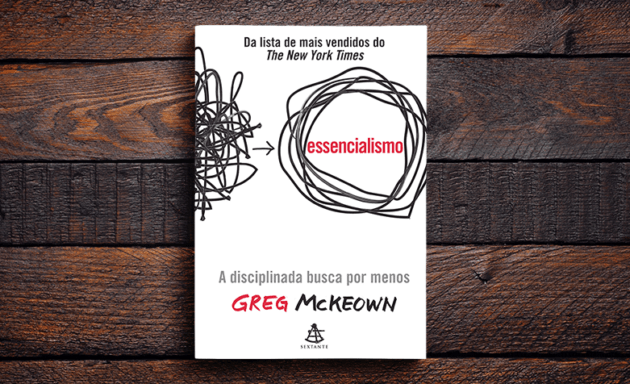 Da lista de mais vendidos do
The New York Times
essencialismo
A disciplinada busca por menos
GREG MCKEOWN
SEXTANTE